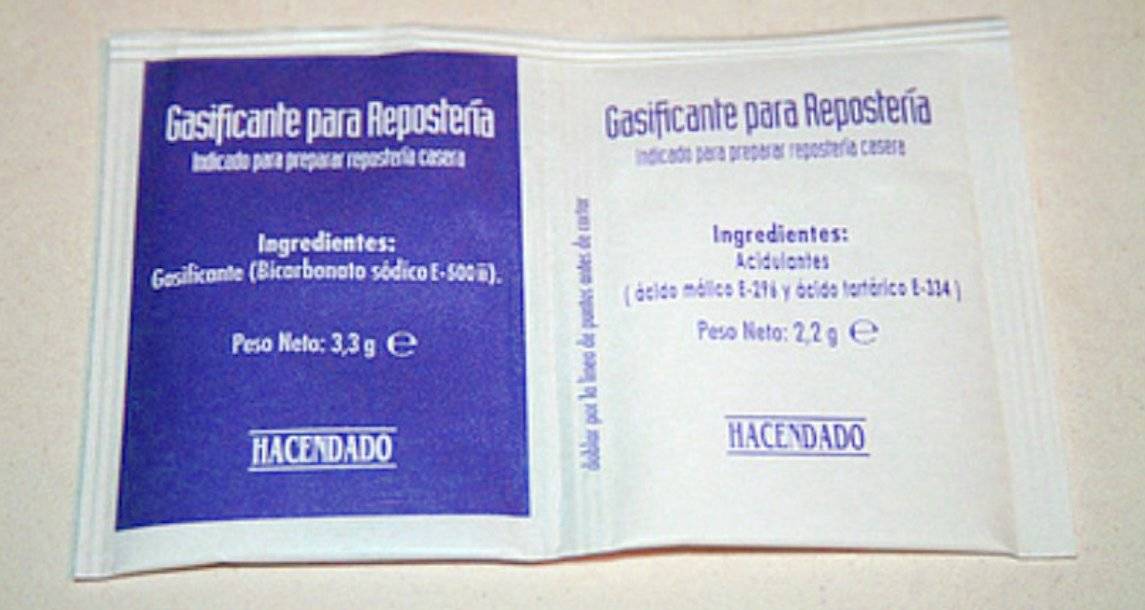 Gasificante para Repostería
Indicado para preparar repostería casera
Ingredientes:
Gasificante (Bicarbonato sódico E-500ii).
Peso Neto: 3,3 g ℮
HACENDADO
doblar por la línea de puntos antes de cortar
Gasificante para Repostería
Indicado para preparar repostería casera
Ingredientes:
Acidulantes
( ácido málico E-296 y ácido tartárico E-334 )
Peso Neto: 2,2 g ℮
HACENDADO